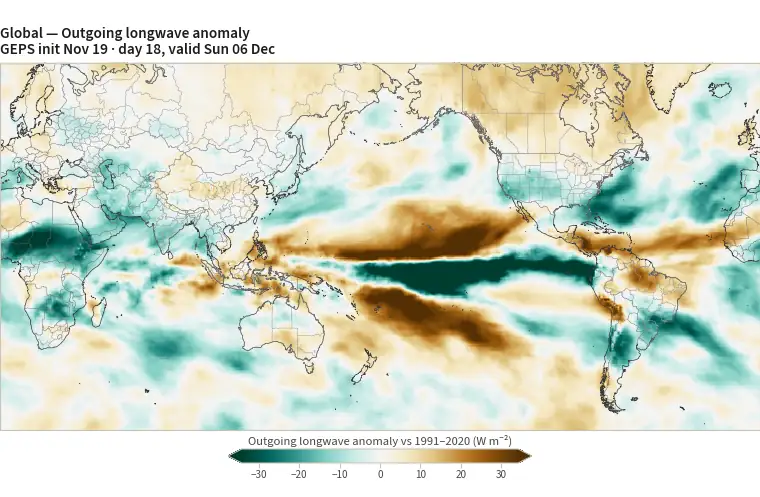 Global — Outgoing longwave anomaly
GEPS init Nov 19 · day 18, valid Sun 06 Dec
Outgoing longwave anomaly vs 1991–2020 (W m⁻²)
−30 −20 −10 0 10 20 30